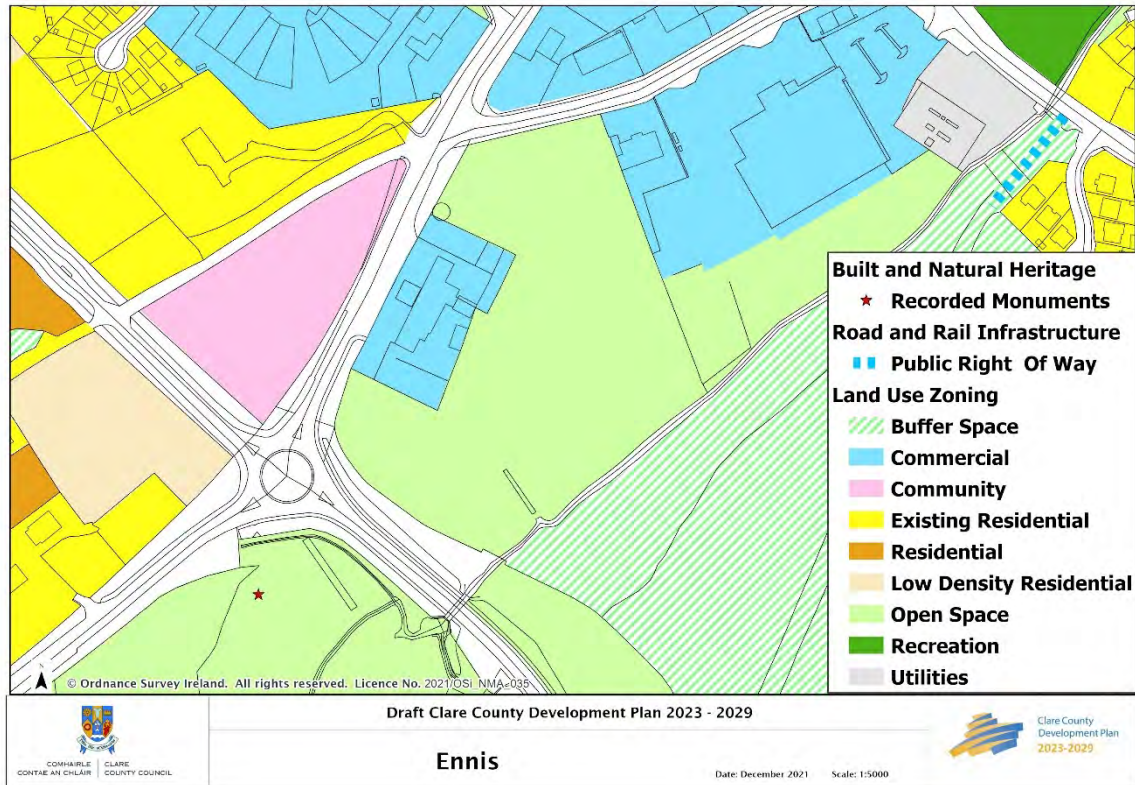 Built and Natural Heritage
Recorded Monuments
Road and Rail Infrastructure
Public Right Of Way
Land Use Zoning
Buffer Space
Commercial
Community
Existing Residential
Residential
Low Density Residential
Open Space
Recreation
Utilities
N
© Ordnance Survey Ireland. All rights reserved. Licence No. 2021/OSi_NMA_035
COMHAIRLE CONTAE AN CHLÁIR
CLARE COUNTY COUNCIL
Draft Clare County Development Plan 2023 - 2029
Ennis
Date: December 2021 Scale: 1:5000
Clare County
Development Plan
2023-2029